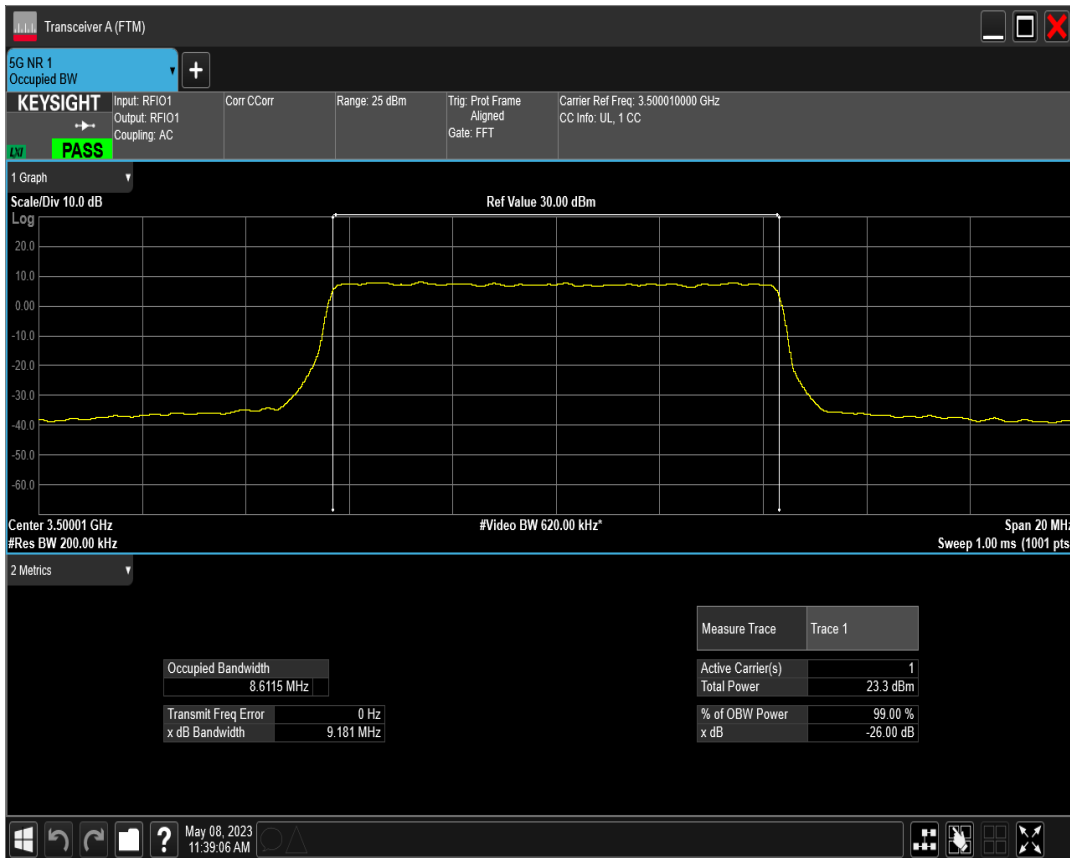 Transceiver A (FTM)
5G NR 1
Occupied BW
+
KEYSIGHT
LXI
PASS
Input: RFIO1
Output: RFIO1
Coupling: AC
Corr CCorr
Range: 25 dBm
Trig: Prot Frame
Aligned
Gate: FFT
Carrier Ref Freq: 3.500010000 GHz
CC Info: UL, 1 CC
1 Graph
Scale/Div 10.0 dB
Ref Value 30.00 dBm
Log
20.0
10.0
0.00
-10.0
-20.0
-30.0
-40.0
-50.0
-60.0
Center 3.50001 GHz
#Video BW 620.00 kHz*
Span 20 MHz
#Res BW 200.00 kHz
Sweep 1.00 ms (1001 pts
2 Metrics
Measure Trace Trace 1
Occupied Bandwidth
8.6115 MHz
Active Carrier(s) 1
Total Power 23.3 dBm
Transmit Freq Error 0 Hz
x dB Bandwidth 9.181 MHz
% of OBW Power 99.00 %
x dB -26.00 dB
?
May 08, 2023
11:39:06 AM